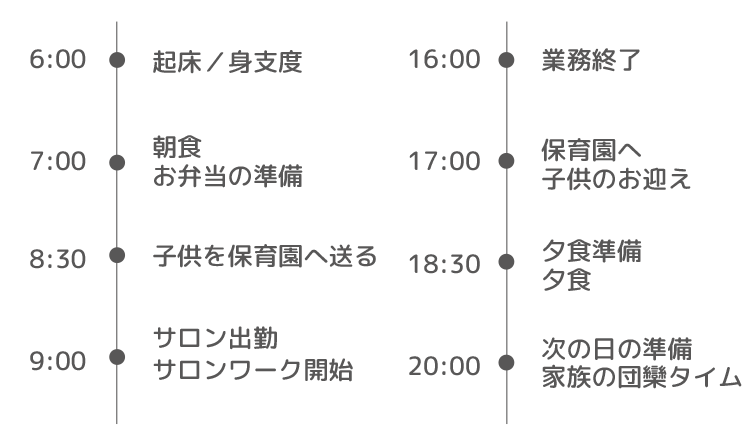 6:00
起床／身支度
7:00
朝食
お弁当の準備
8:30
子供を保育園へ送る
9:00
サロン出勤
サロンワーク開始
16:00
業務終了
17:00
保育園へ
子供のお迎え
18:30
夕食準備
夕食
20:00
次の日の準備
家族の団欒タイム